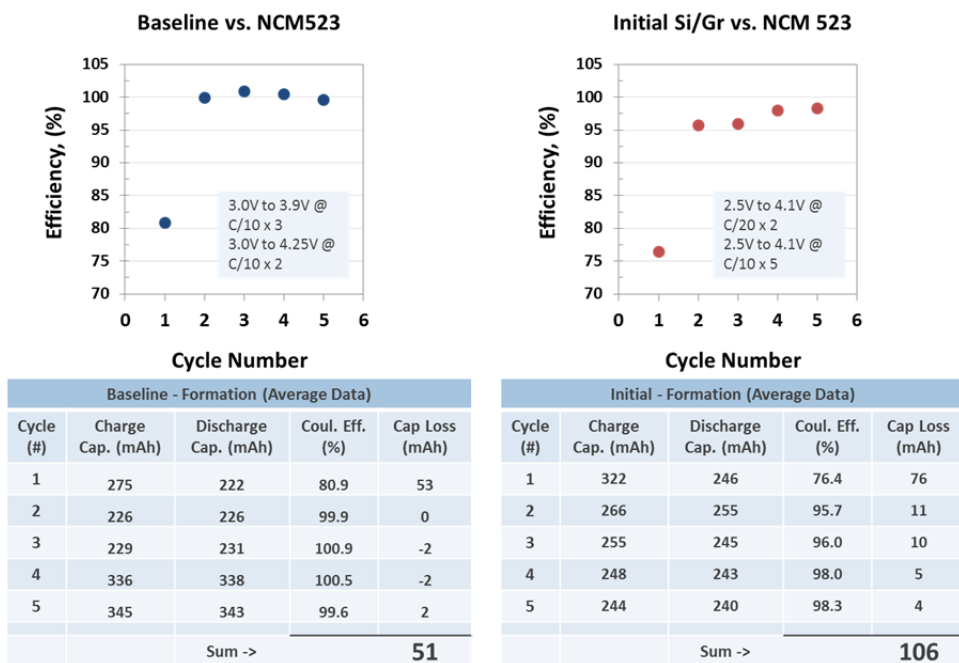 Baseline vs. NCM523
Efficiency, (%)
105
100
95
90
85
80
75
70
3.0V to 3.9V @
C/10 x 3
3.0V to 4.25V @
C/10 x 2
0 1 2 3 4 5 6
Cycle Number
Initial Si/Gr vs. NCM 523
Efficiency, (%)
105
100
95
90
85
80
75
70
2.5V to 4.1V @
C/20 x 2
2.5V to 4.1V @
C/10 x 5
0 1 2 3 4 5 6
Cycle Number
Baseline - Formation (Average Data)
Cycle Charge Discharge Coul. Eff. Cap Loss
(#) Cap. (mAh) Cap. (mAh) (%) (mAh)
1 275 222 80.9 53
2 226 226 99.9 0
3 229 231 100.9 -2
4 336 338 100.5 -2
5 345 343 99.6 2
Sum -> 51
Initial - Formation (Average Data)
Cycle Charge Discharge Coul. Eff. Cap Loss
(#) Cap. (mAh) Cap. (mAh) (%) (mAh)
1 322 246 76.4 76
2 266 255 95.7 11
3 255 245 96.0 10
4 248 243 98.0 5
5 244 240 98.3 4
Sum -> 106